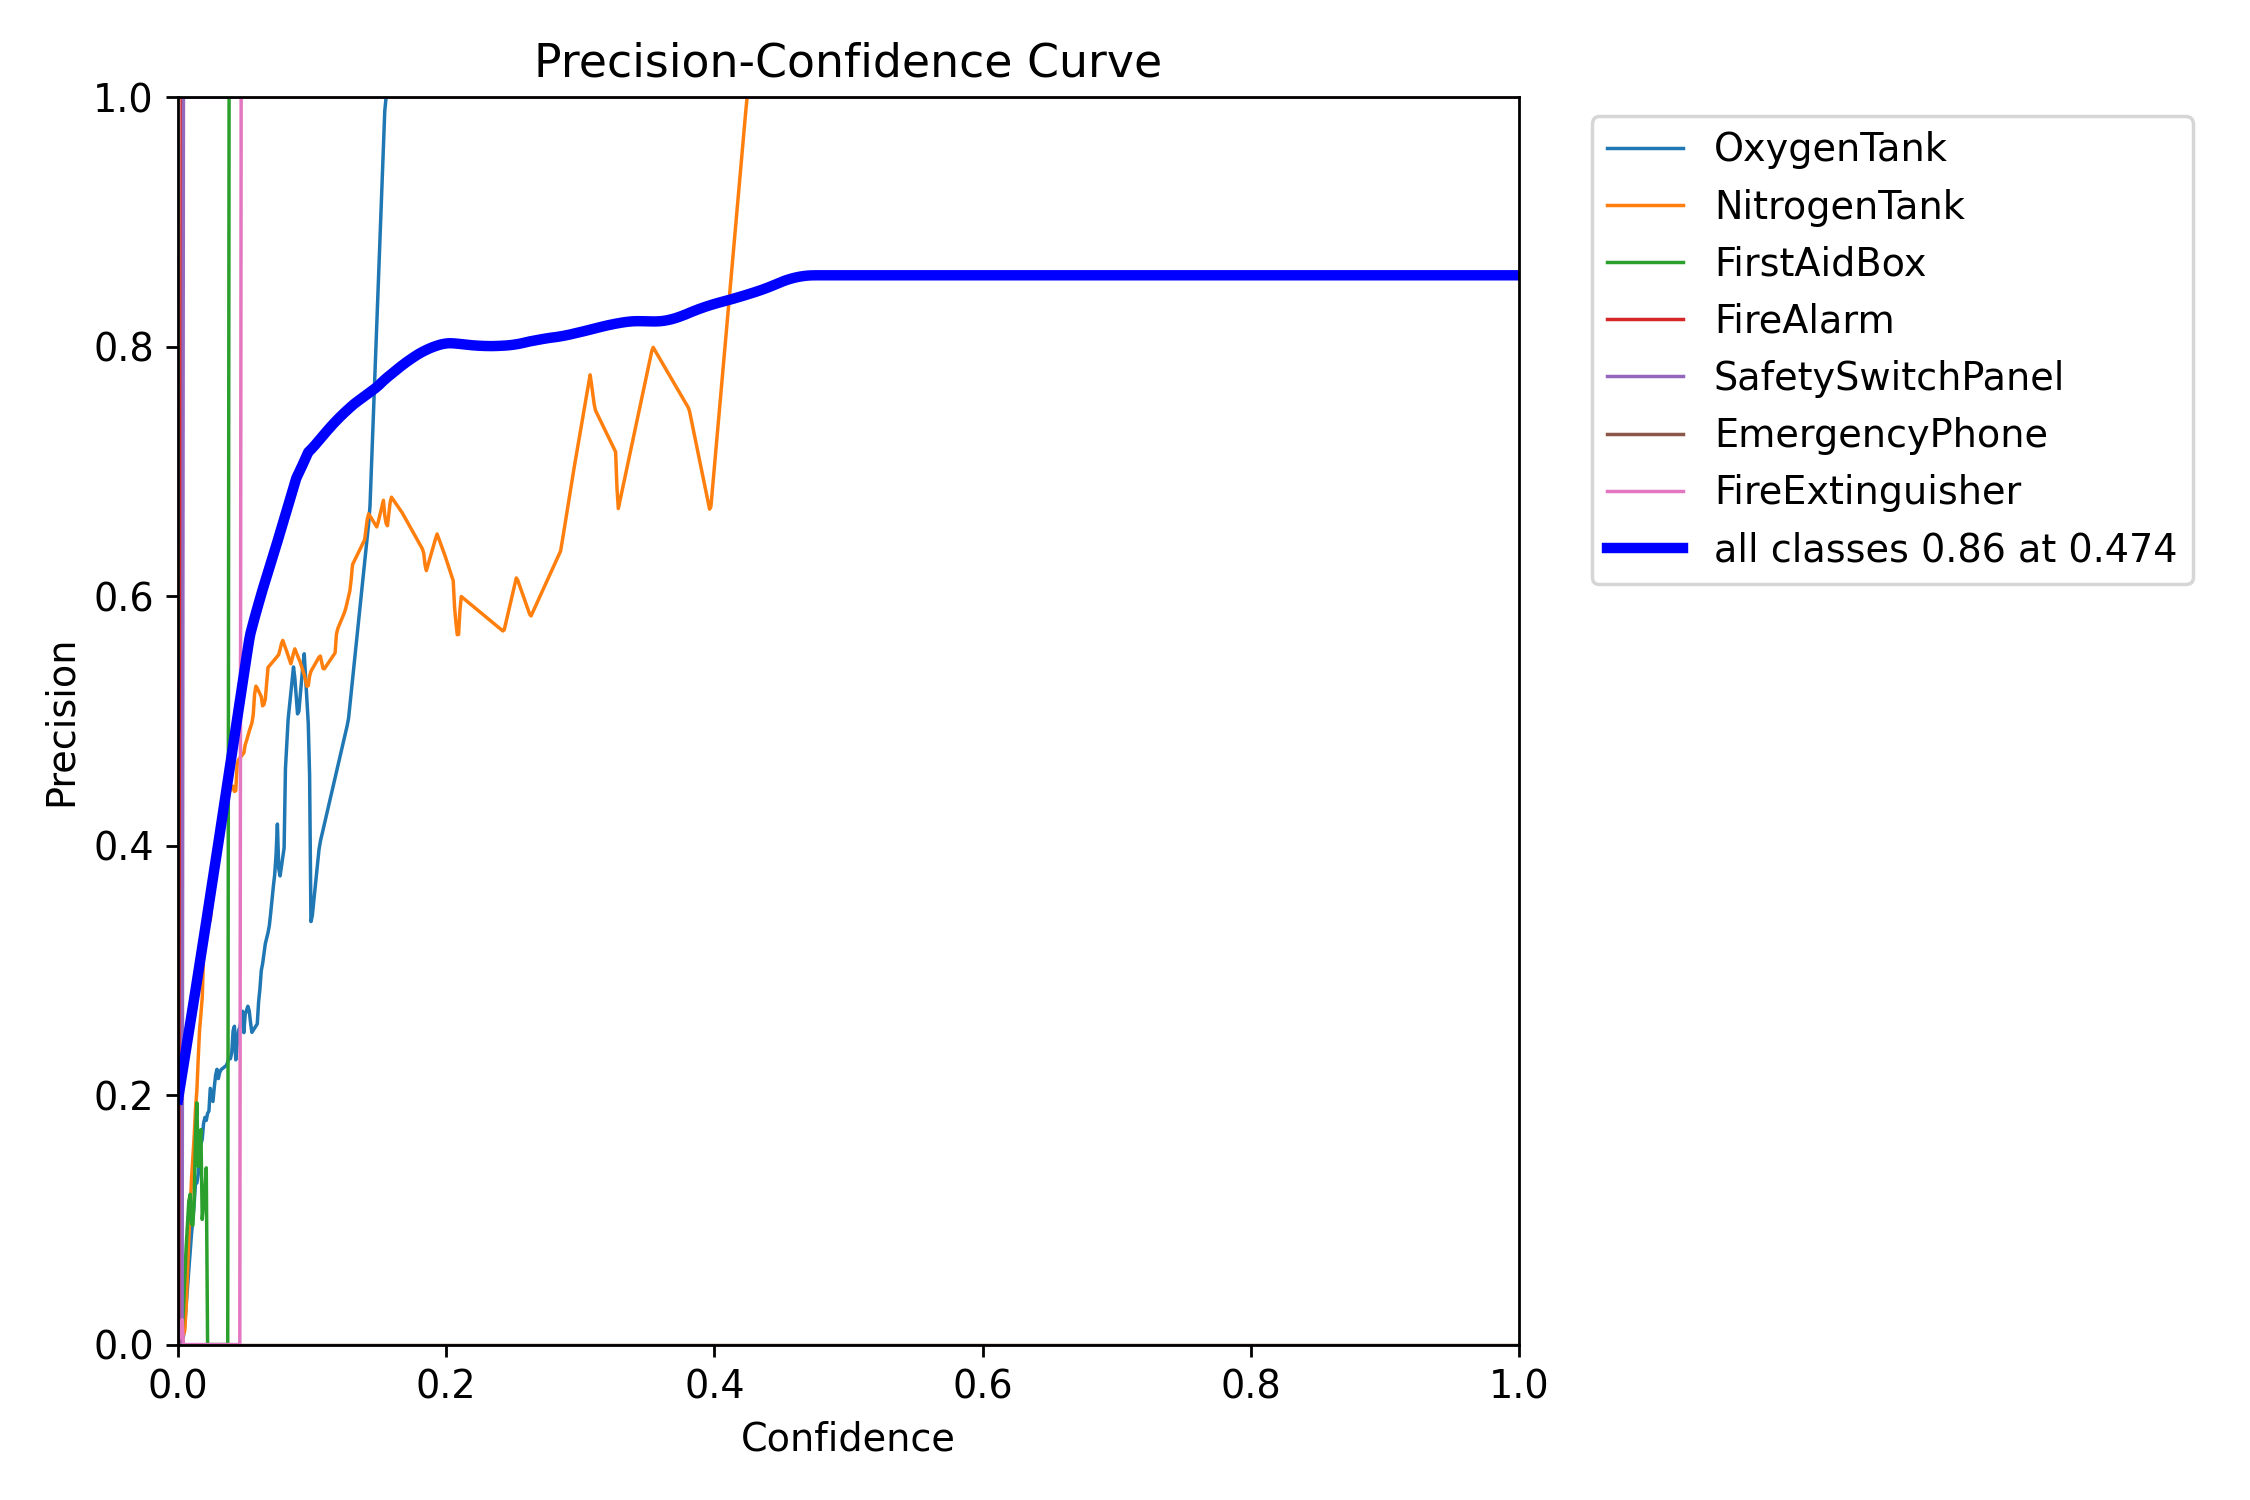 Precision-Confidence Curve
1.0
0.8
0.6
0.4
0.2
0.0
Precision
0.0 0.2 0.4 0.6 0.8 1.0
Confidence
OxygenTank
NitrogenTank
FirstAidBox
FireAlarm
SafetySwitchPanel
EmergencyPhone
FireExtinguisher
all classes 0.86 at 0.474